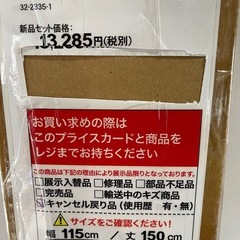 32-2335-1
新品セット価格:
13,285円(税別)
お買い求めの際は
このプライスカードと商品を
レジまでお持ちください
■商品は下記の理由により展示品限りとなっております。
□展示入替品 □修理品 □部品不足品
□完売品 □輸送中のキズ商品
☑キャンセル戻り品(使用歴 有・無)
サイズをご確認ください!
幅 115cm / 丈 150cm